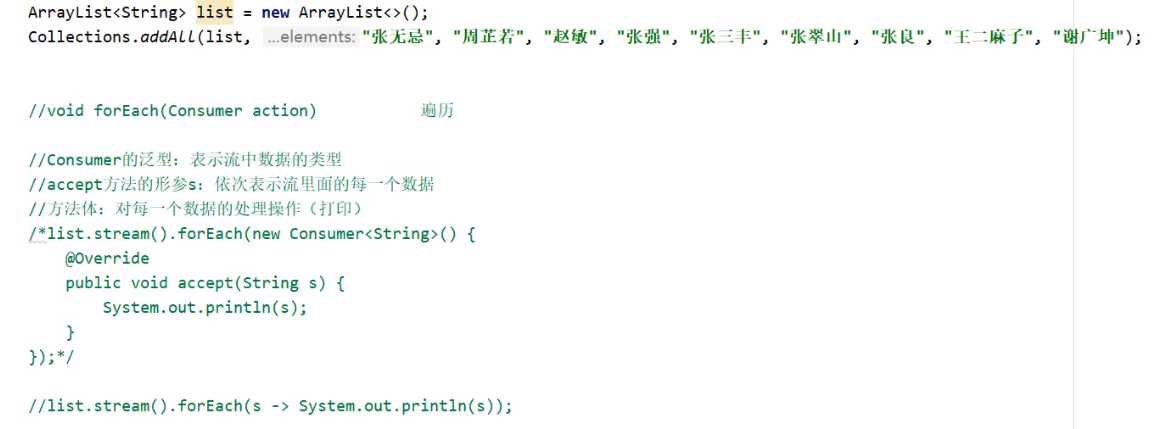 ArrayList<String> list = new ArrayList<>();
Collections.addAll(list, ...elements: "张无忌", "周芷若", "赵敏", "张强", "张三丰", "张翠山", "张良", "王二麻子", "谢广坤");
//void forEach(Consumer action)          遍历
//Consumer的泛型：表示流中数据的类型
//accept方法的形参s：依次表示流里面的每一个数据
//方法体：对每一个数据的处理操作（打印）
/*list.stream().forEach(new Consumer<String>() {
    @Override
    public void accept(String s) {
        System.out.println(s);
    }
});*/
//list.stream().forEach(s -> System.out.println(s));